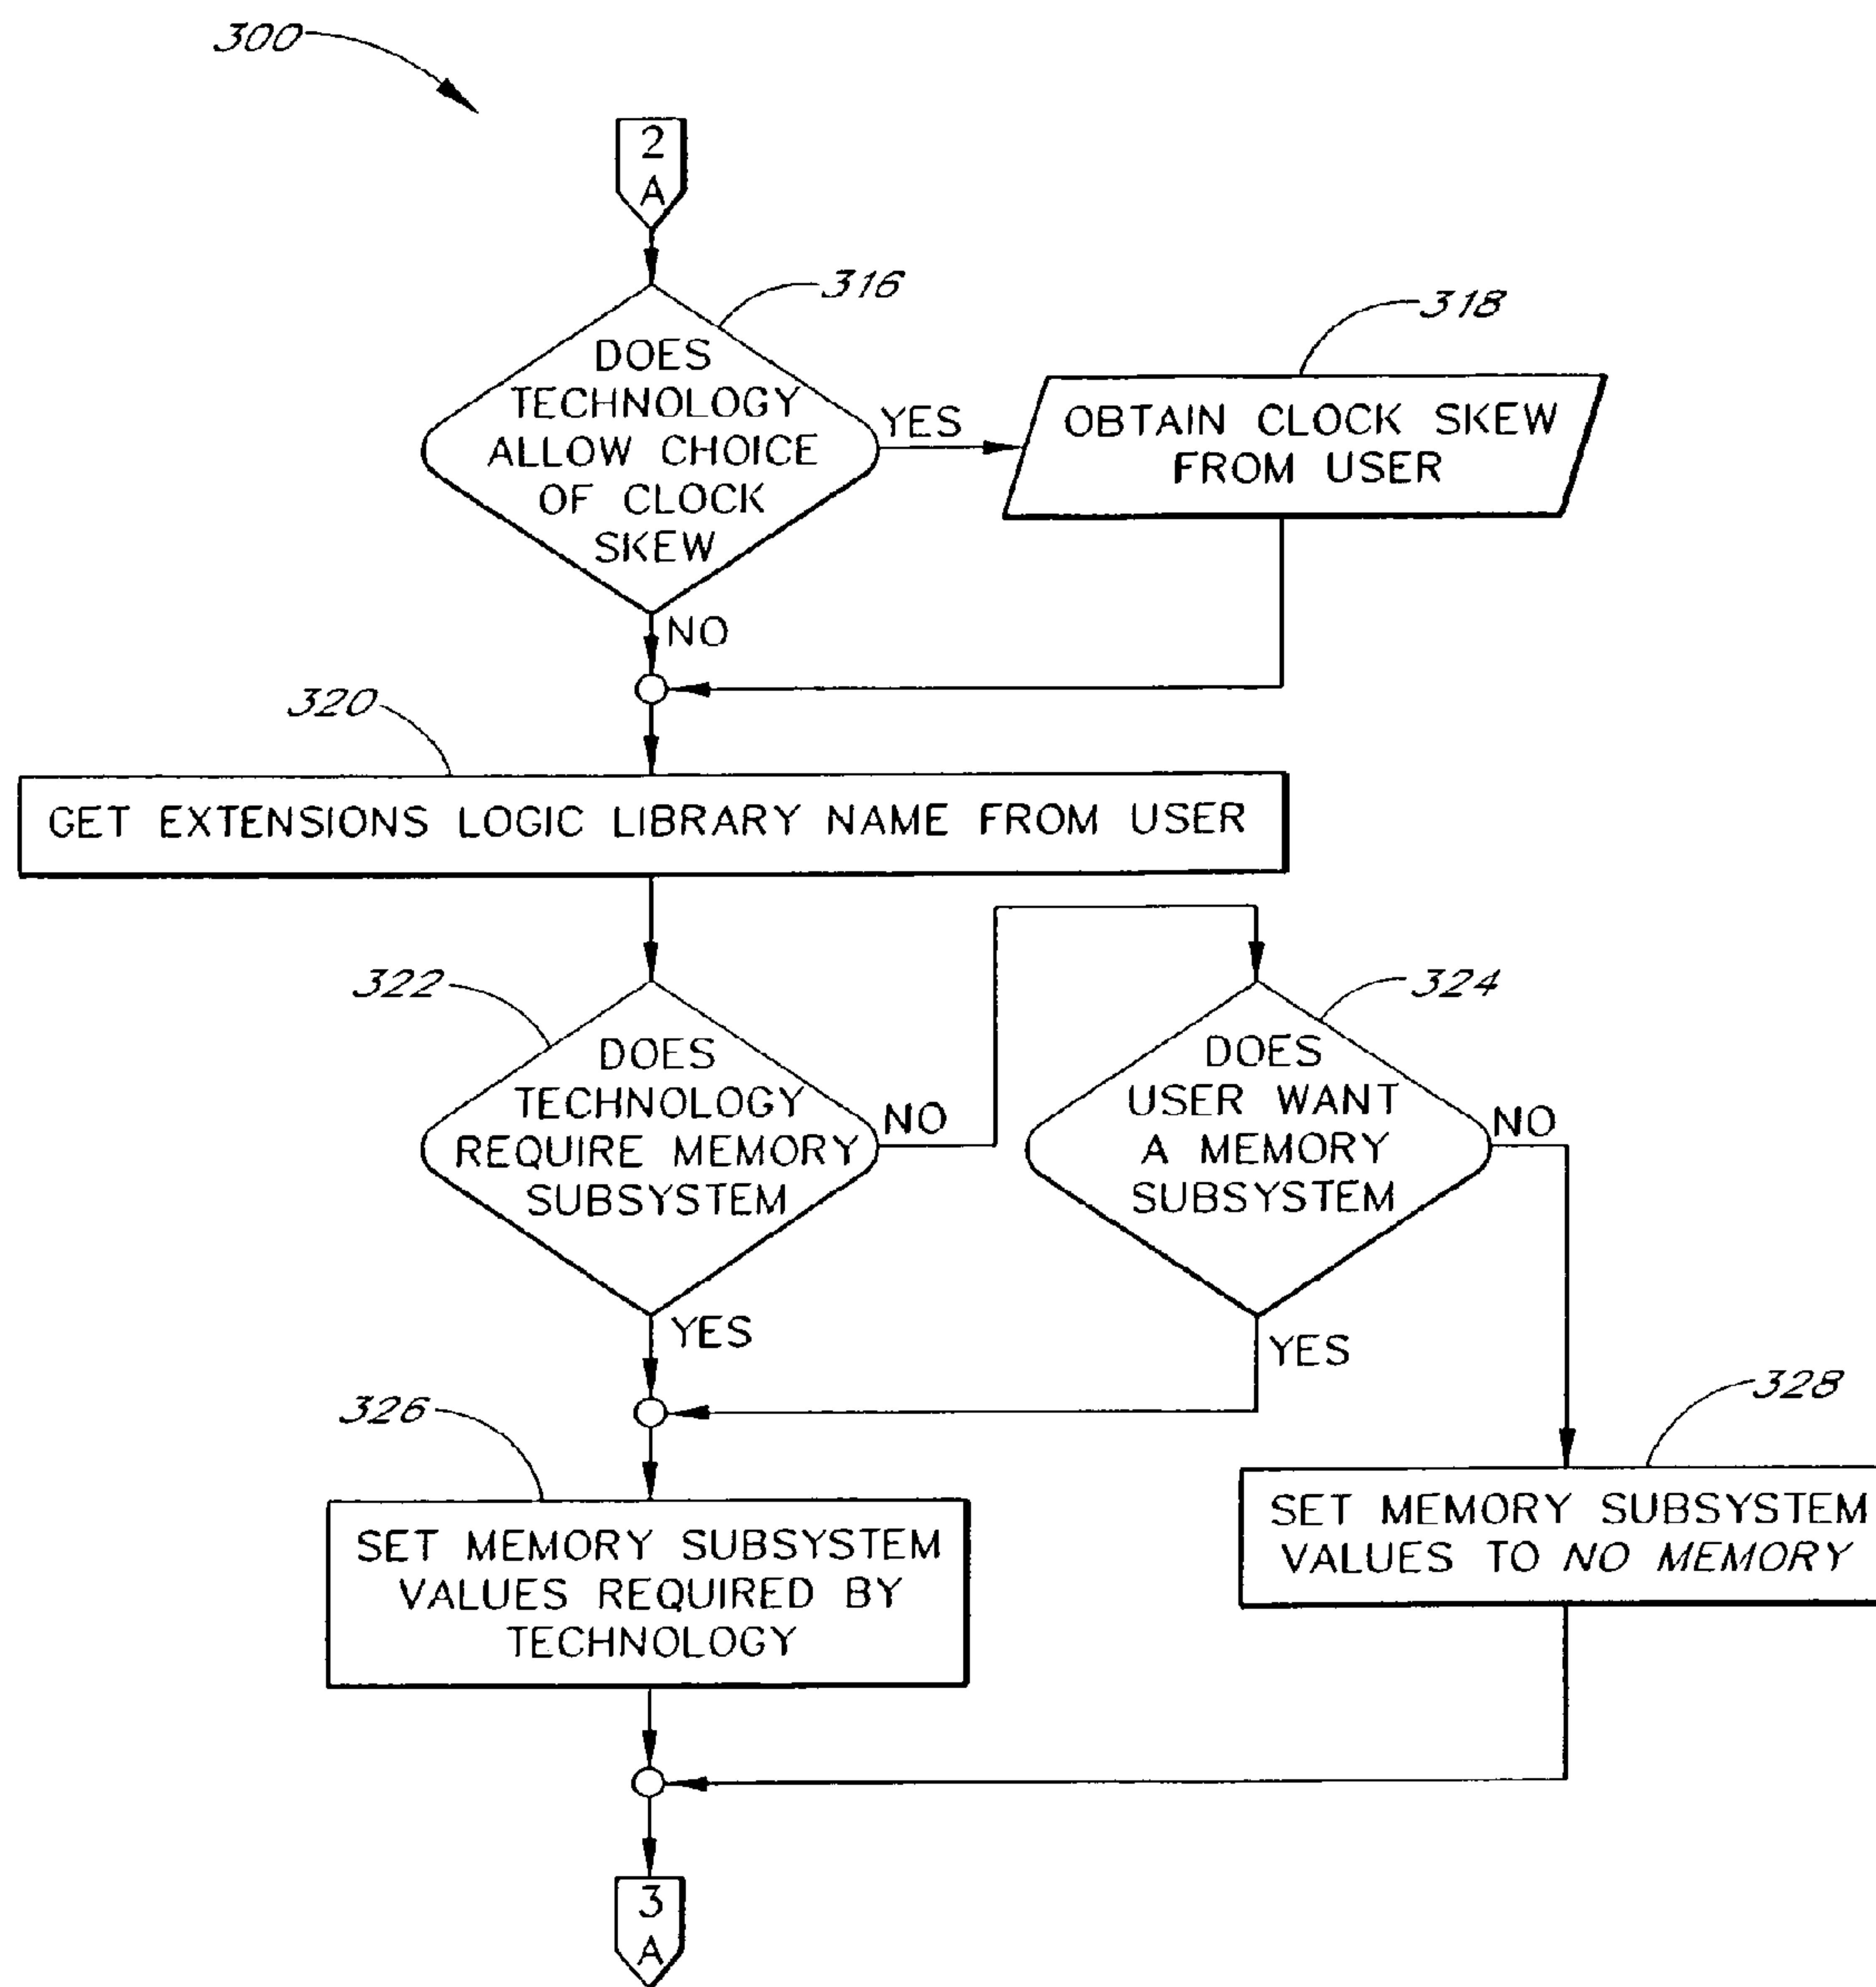 300
2
A
316
DOES
TECHNOLOGY
ALLOW CHOICE
OF CLOCK
SKEW
YES
318
OBTAIN CLOCK SKEW
FROM USER
NO
320
GET EXTENSIONS LOGIC LIBRARY NAME FROM USER
322
DOES
TECHNOLOGY
REQUIRE MEMORY
SUBSYSTEM
NO
324
DOES
USER WANT
A MEMORY
SUBSYSTEM
NO
YES
YES
326
SET MEMORY SUBSYSTEM
VALUES REQUIRED BY
TECHNOLOGY
328
SET MEMORY SUBSYSTEM
VALUES TO NO MEMORY
3
A